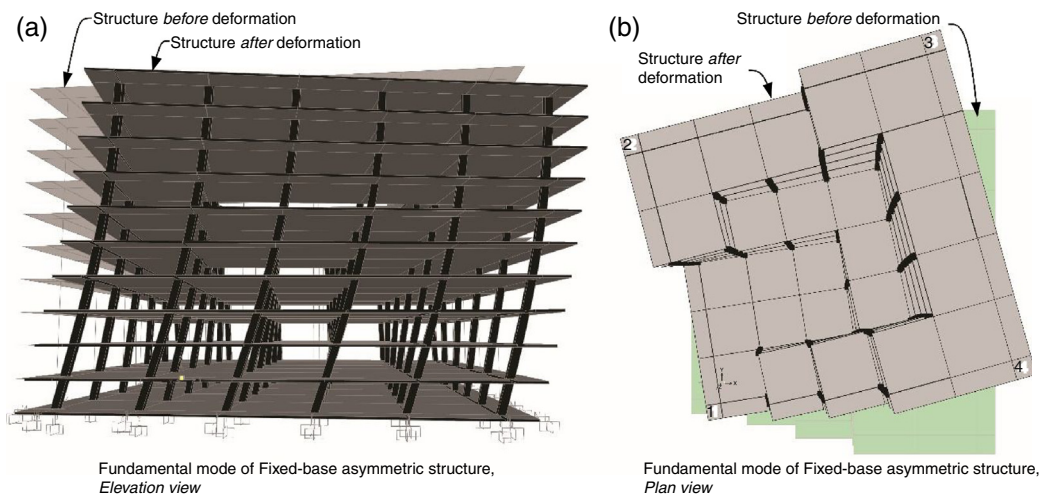 (a)
Structure before deformation
Structure after deformation
Fundamental mode of Fixed-base asymmetric structure,
Elevation view
(b)
Structure before deformation
Structure after
deformation
3
2
4
1
x
Fundamental mode of Fixed-base asymmetric structure,
Plan view